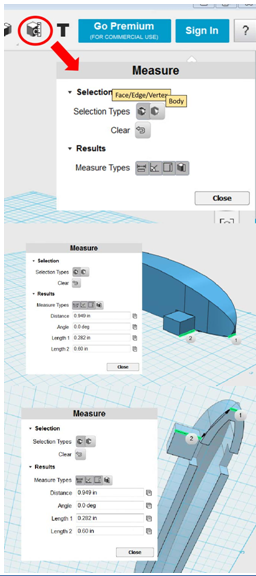 T
Go Premium
(FOR COMMERCIAL USE)
Sign In
?
Measure
Selection
Face/Edge/Vertex
Body
Selection Types
Clear
Results
Measure Types
Close
Measure
Selection
Selection Types
Clear
Results
Measure Types
Distance 0.949 in
Angle 0.0 deg
Length 1 0.282 in
Length 2 0.60 in
Close
2
1
Measure
Selection
Selection Types
Clear
Results
Measure Types
Distance 0.949 in
Angle 0.0 deg
Length 1 0.282 in
Length 2 0.60 in
Close
1
2